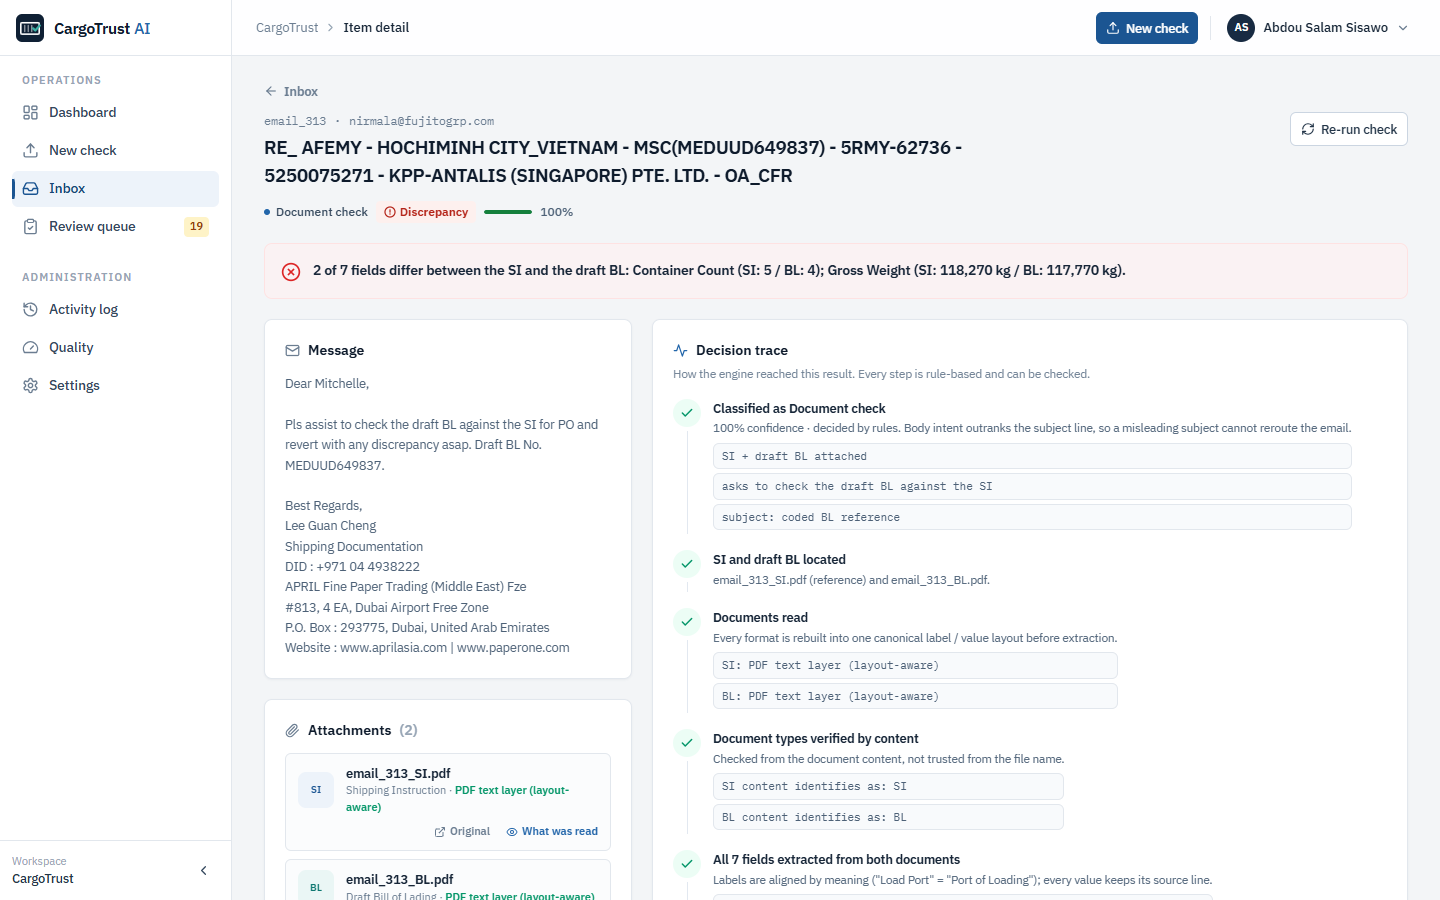 CargoTrust AI
OPERATIONS
Dashboard
New check
Inbox
Review queue
19
ADMINISTRATION
Activity log
Quality
Settings
Workspace
CargoTrust
CargoTrust
Item detail
New check
AS
Abdou Salam Sisawo
Inbox
email_313 · nirmala@fujitogrp.com
RE_ AFEMY - HOCHIMINH CITY_VIETNAM - MSC(MEDUUD649837) - 5RMY-62736 -
5250075271 - KPP-ANTALIS (SINGAPORE) PTE. LTD. - OA_CFR
Re-run check
Document check
Discrepancy
100%
2 of 7 fields differ between the SI and the draft BL: Container Count (SI: 5 / BL: 4); Gross Weight (SI: 118,270 kg / BL: 117,770 kg).
Message
Dear Mitchelle,
Pls assist to check the draft BL against the SI for PO and
revert with any discrepancy asap. Draft BL No.
MEDUUD649837.
Best Regards,
Lee Guan Cheng
Shipping Documentation
DID : +971 04 4938222
APRIL Fine Paper Trading (Middle East) Fze
#813, 4 EA, Dubai Airport Free Zone
P.O. Box : 293775, Dubai, United Arab Emirates
Website : www.aprilasia.com | www.paperone.com
Attachments (2)
SI
email_313_SI.pdf
Shipping Instruction · PDF text layer (layout-
aware)
Original
What was read
BL
email_313_BL.pdf
Draft Bill of Lading · PDF text layer (layout-aware)
Decision trace
How the engine reached this result. Every step is rule-based and can be checked.
Classified as Document check
100% confidence · decided by rules. Body intent outranks the subject line, so a misleading subject cannot reroute the email.
SI + draft BL attached
asks to check the draft BL against the SI
subject: coded BL reference
SI and draft BL located
email_313_SI.pdf (reference) and email_313_BL.pdf.
Documents read
Every format is rebuilt into one canonical label / value layout before extraction.
SI: PDF text layer (layout-aware)
BL: PDF text layer (layout-aware)
Document types verified by content
Checked from the document content, not trusted from the file name.
SI content identifies as: SI
BL content identifies as: BL
All 7 fields extracted from both documents
Labels are aligned by meaning ("Load Port" = "Port of Loading"); every value keeps its source line.